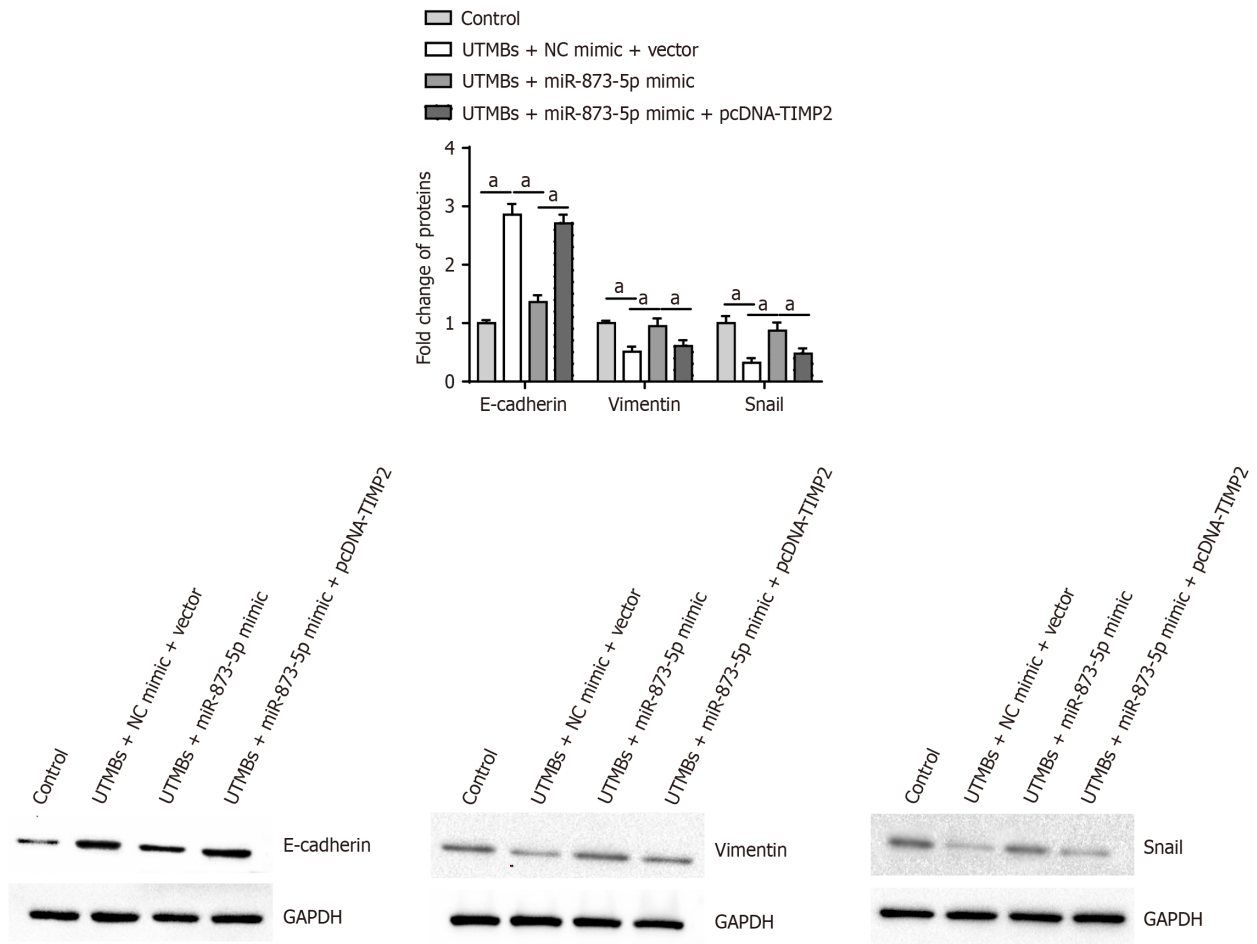 Control
UTMBs + NC mimic + vector
UTMBs + miR-873-5p mimic
UTMBs + miR-873-5p mimic + pcDNA-TIMP2
Fold change of proteins
4
3
2
1
0
a a a
a a a
a a a
E-cadherin Vimentin Snail
Control
UTMBs + NC mimic + vector
UTMBs + miR-873-5p mimic
UTMBs + miR-873-5p mimic + pcDNA-TIMP2
E-cadherin
GAPDH
Control
UTMBs + NC mimic + vector
UTMBs + miR-873-5p mimic
UTMBs + miR-873-5p mimic + pcDNA-TIMP2
Vimentin
GAPDH
Control
UTMBs + NC mimic + vector
UTMBs + miR-873-5p mimic
UTMBs + miR-873-5p mimic + pcDNA-TIMP2
Snail
GAPDH